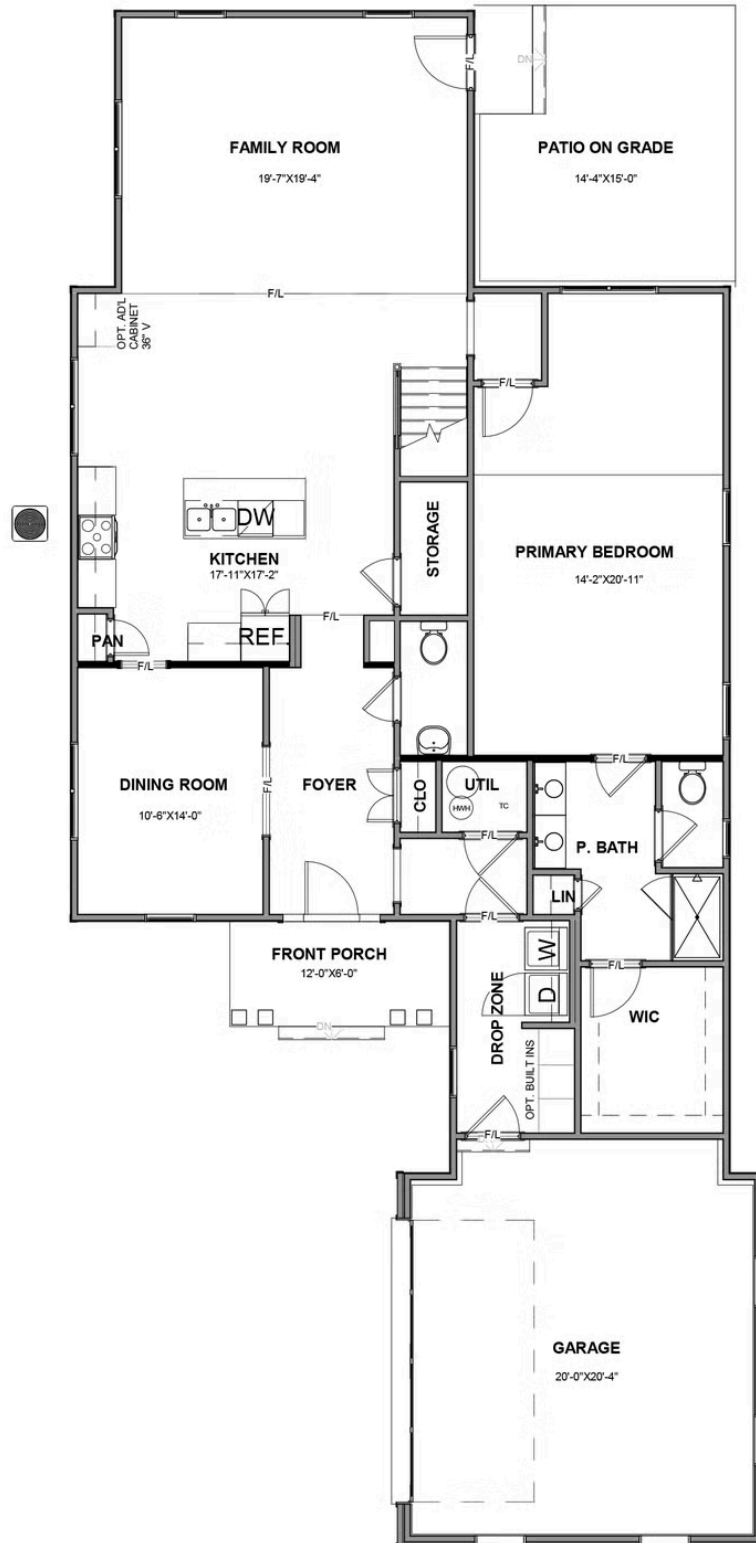 DN
F/L
FAMILY ROOM
19'-7"X19'-4"
PATIO ON GRADE
14'-4"X15'-0"
F/L
OPT. AD'L
CABINET
36" V
F/L
DW
STORAGE
KITCHEN
17'-11"X17'-2"
PRIMARY BEDROOM
14'-2"X20'-11"
F/L
PAN
REF
F/L
F/L
DINING ROOM
10'-6"X14'-0"
F/L
FOYER
CLO
UTIL
HWH
TC
F/L
P. BATH
LIN
F/L
FRONT PORCH
12'-0"X6'-0"
DN
DROP ZONE
W
D
F/L
WIC
OPT. BUILT INS
F/L
GARAGE
20'-0"X20'-4"